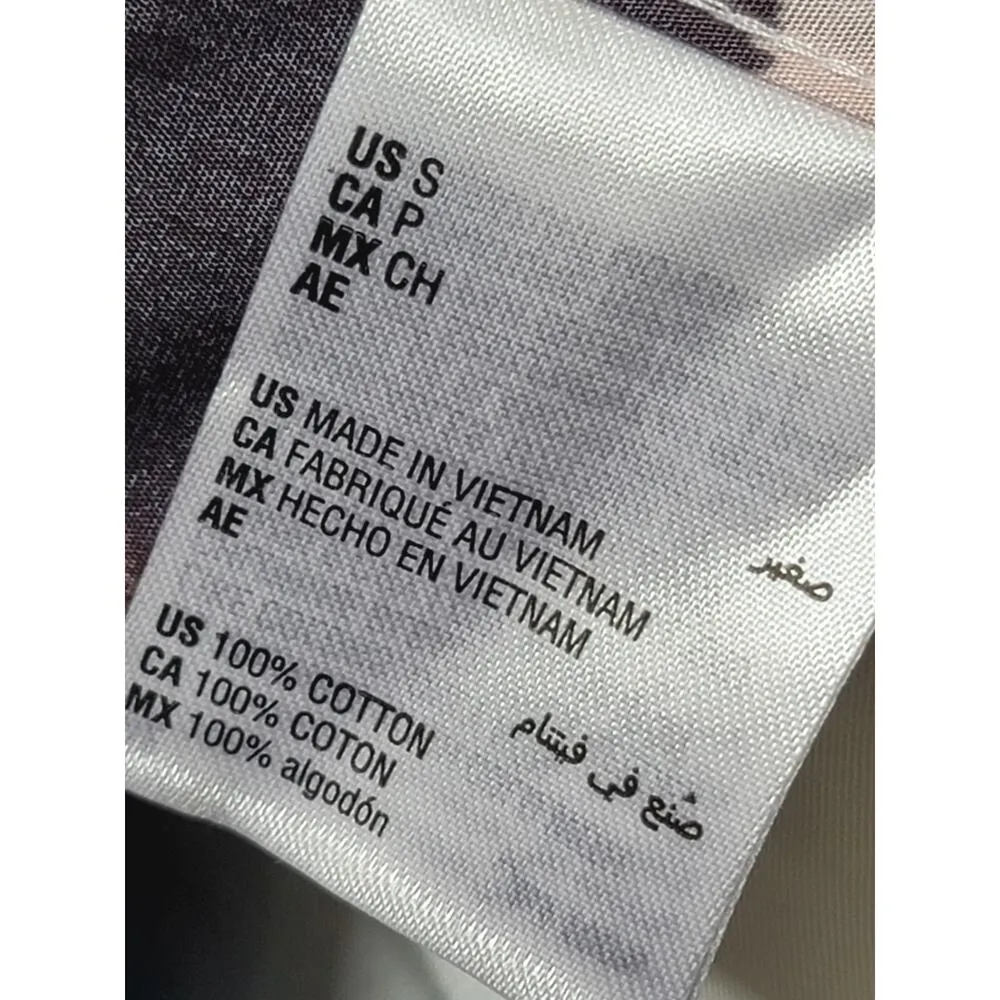 US S
CA P
MX CH
AE صغير
US MADE IN VIETNAM
CA FABRIQUÉ AU VIETNAM
MX HECHO EN VIETNAM
AE صُنع في فيتنام
US 100% COTTON
CA 100% COTON
MX 100% algodón